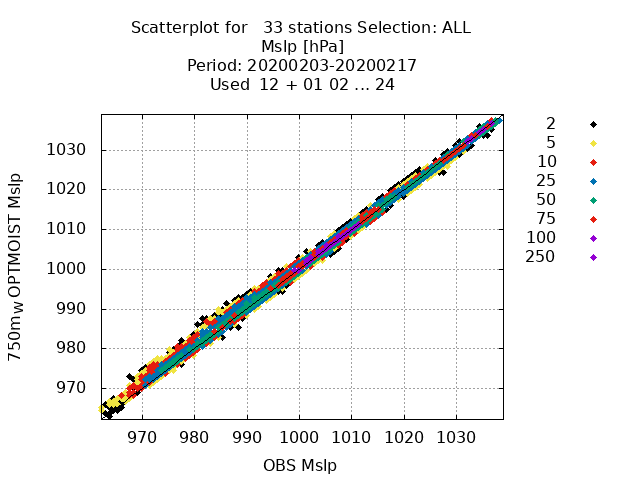 Scatterplot for   33 stations Selection: ALL
Mslp [hPa]
Period: 20200203-20200217
Used  12 + 01 02 ... 24
2
5
10
25
50
75
100
250
1030
1020
1010
1000
990
980
970
750mW OPTMOIST Mslp
970 980 990 1000 1010 1020 1030
OBS Mslp